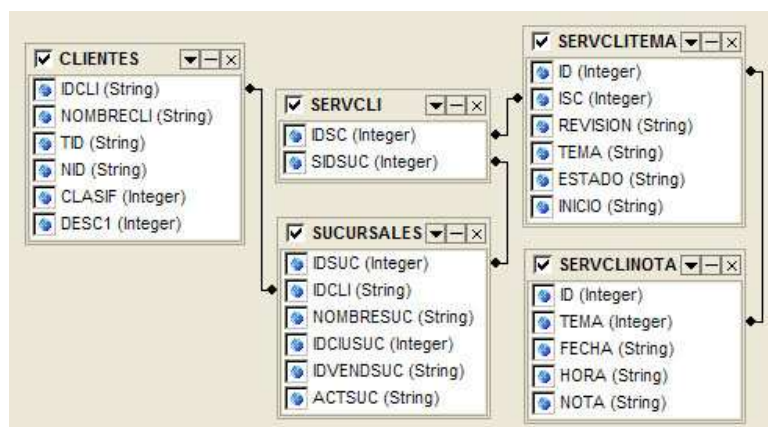 CLIENTES
IDCLI (String)
NOMBRECLI (String)
TID (String)
NID (String)
CLASIF (Integer)
DESC1 (Integer)
SERVCLI
IDSC (Integer)
SIDSUC (Integer)
SUCURSALES
IDSUC (Integer)
IDCLI (String)
NOMBRESUC (String)
IDCIUSUC (Integer)
IDVENDSUC (String)
ACTSUC (String)
SERVCLITEMA
ID (Integer)
ISC (Integer)
REVISION (String)
TEMA (String)
ESTADO (String)
INICIO (String)
SERVCLINOTA
ID (Integer)
TEMA (Integer)
FECHA (String)
HORA (String)
NOTA (String)